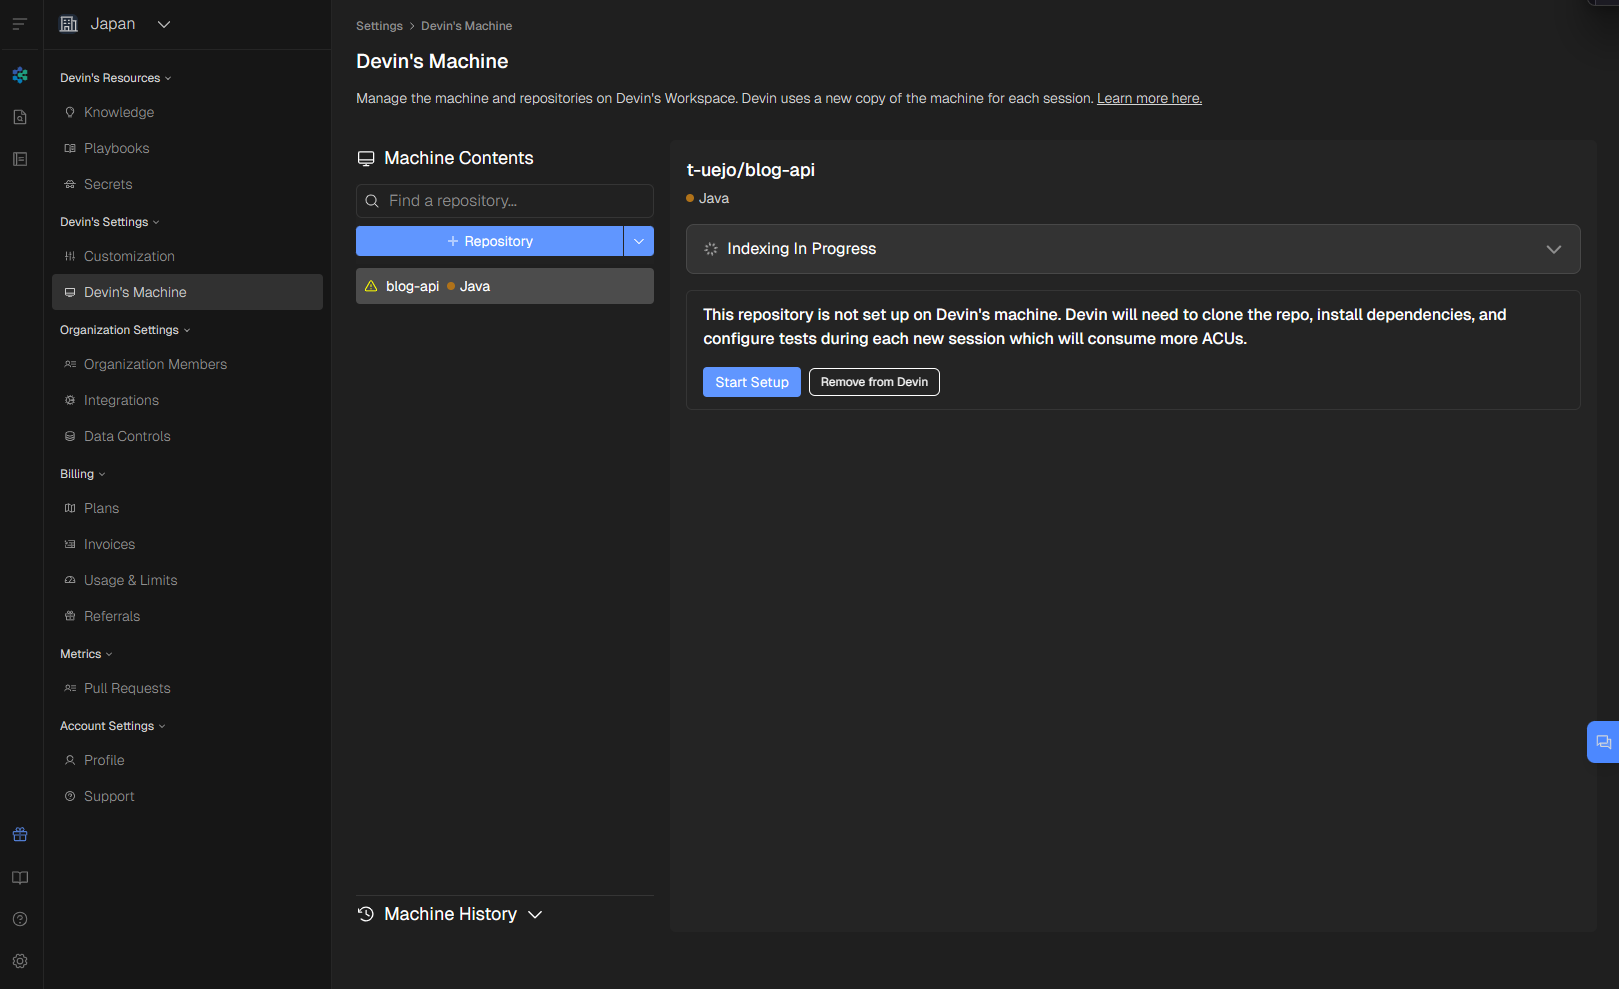 Japan
Devin's Resources
Knowledge
Playbooks
Secrets
Devin's Settings
Customization
Devin's Machine
Organization Settings
Organization Members
Integrations
Data Controls
Billing
Plans
Invoices
Usage & Limits
Referrals
Metrics
Pull Requests
Account Settings
Profile
Support
Settings > Devin's Machine
Devin's Machine
Manage the machine and repositories on Devin's Workspace. Devin uses a new copy of the machine for each session. Learn more here.
Machine Contents
Find a repository...
+ Repository
blog-api Java
Machine History
t-uejo/blog-api
Java
Indexing In Progress
This repository is not set up on Devin's machine. Devin will need to clone the repo, install dependencies, and
configure tests during each new session which will consume more ACUs.
Start Setup Remove from Devin